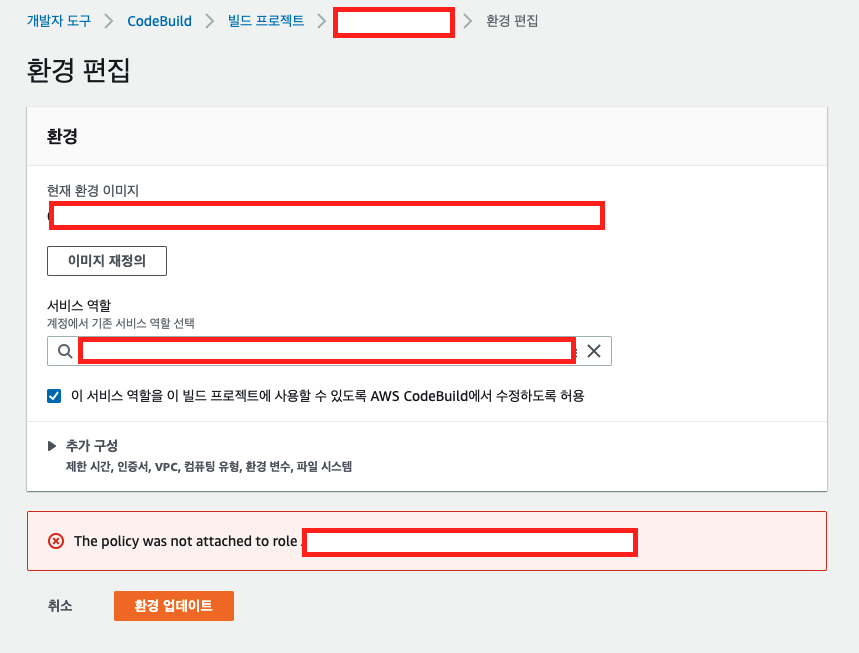 개발자 도구 > CodeBuild > 빌드 프로젝트 > > 환경 편집
환경 편집
환경
현재 환경 이미지
이미지 재정의
서비스 역할
계정에서 기존 서비스 역할 선택
이 서비스 역할을 이 빌드 프로젝트에 사용할 수 있도록 AWS CodeBuild에서 수정하도록 허용
추가 구성
제한 시간, 인증서, VPC, 컴퓨팅 유형, 환경 변수, 파일 시스템
The policy was not attached to role
취소 환경 업데이트